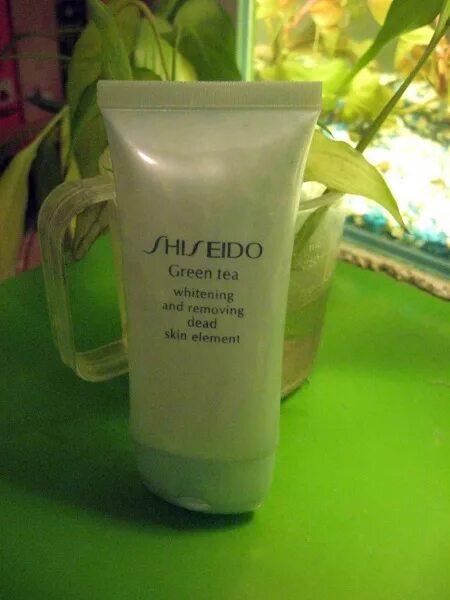 SHISEIDO
Green tea
whitening
and removing
dead
skin element